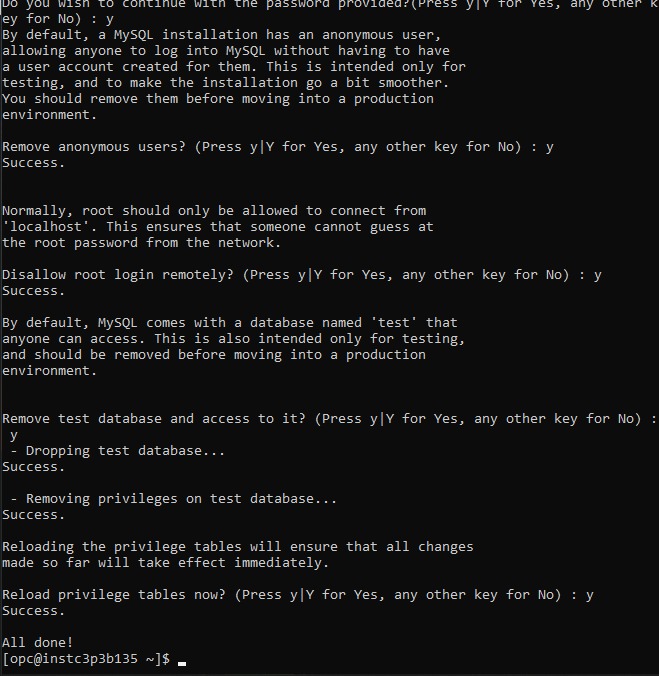 Do you wish to continue with the password provided?(Press y|Y for Yes, any other k
ey for No) : y
By default, a MySQL installation has an anonymous user,
allowing anyone to log into MySQL without having to have
a user account created for them. This is intended only for
testing, and to make the installation go a bit smoother.
You should remove them before moving into a production
environment.
Remove anonymous users? (Press y|Y for Yes, any other key for No) : y
Success.
Normally, root should only be allowed to connect from
'localhost'. This ensures that someone cannot guess at
the root password from the network.
Disallow root login remotely? (Press y|Y for Yes, any other key for No) : y
Success.
By default, MySQL comes with a database named 'test' that
anyone can access. This is also intended only for testing,
and should be removed before moving into a production
environment.
Remove test database and access to it? (Press y|Y for Yes, any other key for No) :
y
- Dropping test database...
Success.
- Removing privileges on test database...
Success.
Reloading the privilege tables will ensure that all changes
made so far will take effect immediately.
Reload privilege tables now? (Press y|Y for Yes, any other key for No) : y
Success.
All done!
[opc@instc3p3b135 ~]$